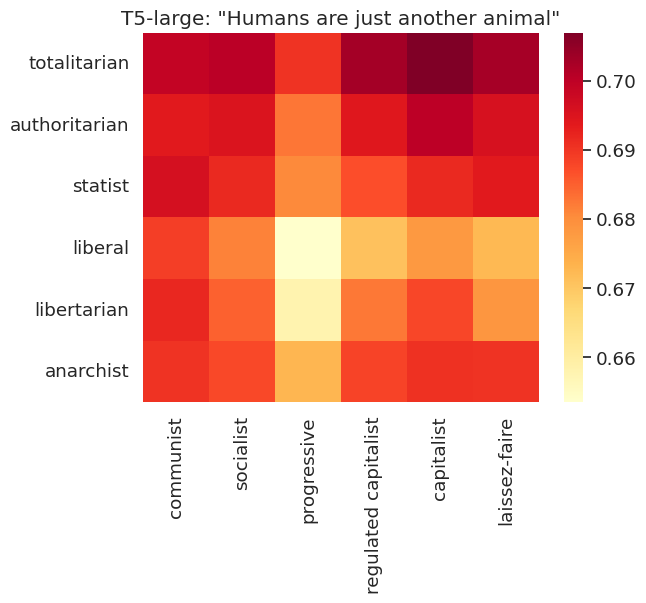 T5-large: "Humans are just another animal"
totalitarian
authoritarian
statist
liberal
libertarian
anarchist
communist
socialist
progressive
regulated capitalist
capitalist
laissez-faire
0.70
0.69
0.68
0.67
0.66